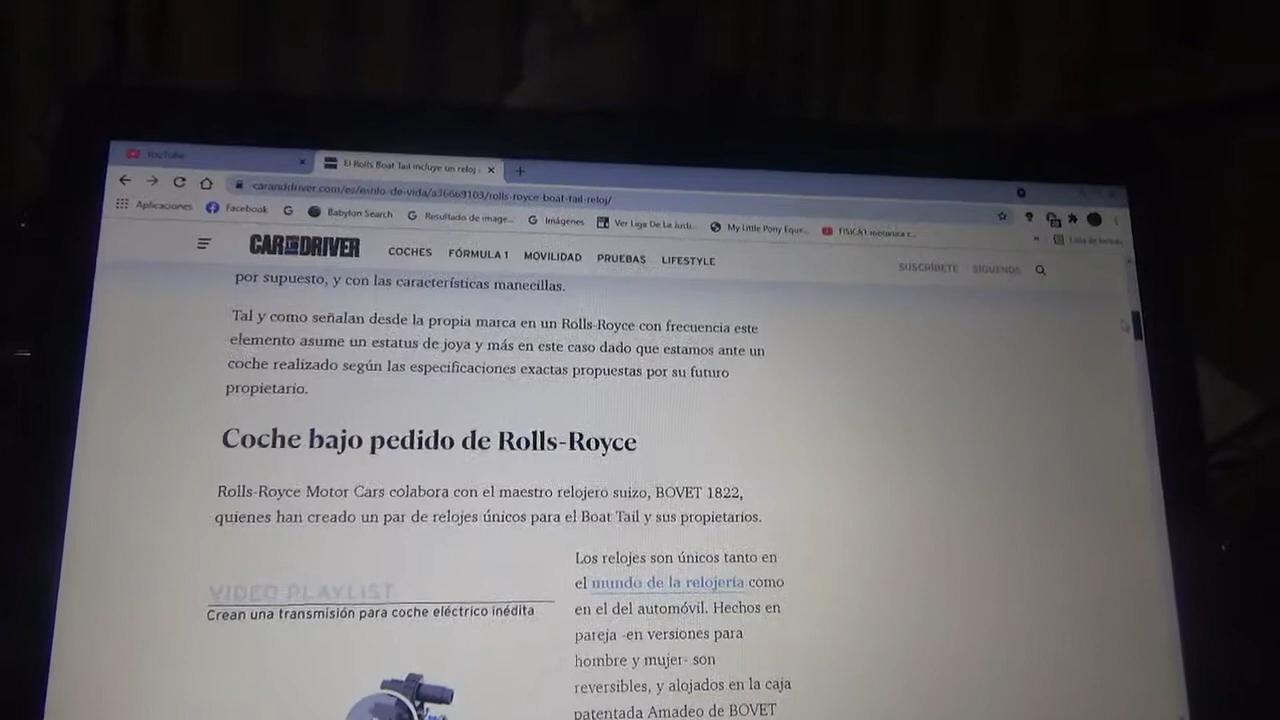 YouTube
El Rolls Boat Tail incluye un reloj
caranddriver.com/es/estilo-de-vida/a36669103/rolls-royce-boat-tail-reloj/
Aplicaciones Facebook Babylon Search Resultado de image... Imágenes Ver Liga De La Justi... My Little Pony Eque...
CAR AND DRIVER COCHES FÓRMULA 1 MOVILIDAD PRUEBAS LIFESTYLE SUSCRÍBETE SÍGUENOS
por supuesto, y con las características manecillas.
Tal y como señalan desde la propia marca en un Rolls-Royce con frecuencia este
elemento asume un estatus de joya y más en este caso dado que estamos ante un
coche realizado según las especificaciones exactas propuestas por su futuro
propietario.
Coche bajo pedido de Rolls-Royce
Rolls-Royce Motor Cars colabora con el maestro relojero suizo, BOVET 1822,
quienes han creado un par de relojes únicos para el Boat Tail y sus propietarios.
VIDEO PLAYLIST
Crean una transmisión para coche eléctrico inédita
Los relojes son únicos tanto en
el mundo de la relojería como
en el del automóvil. Hechos en
pareja -en versiones para
hombre y mujer- son
reversibles, y alojados en la caja
patentada Amadeo de BOVET